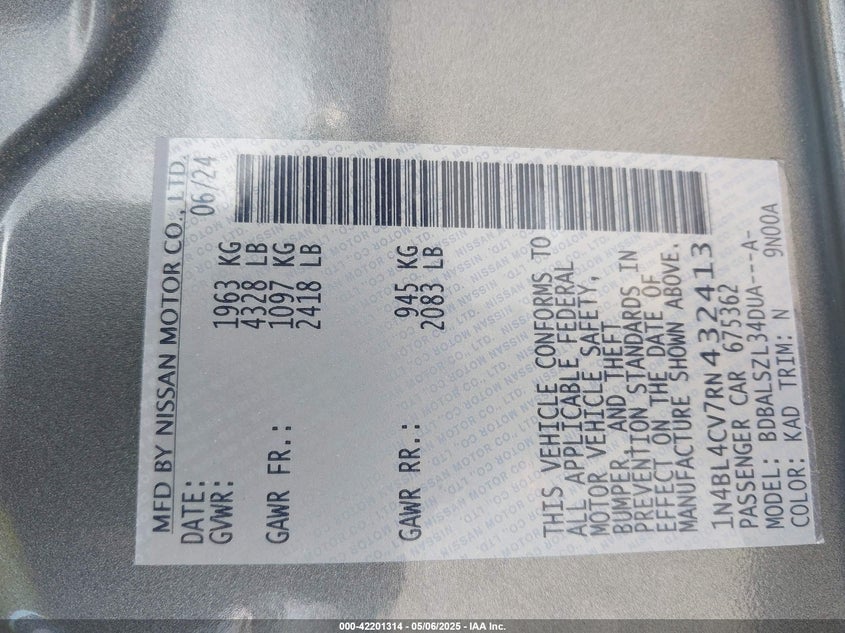 MFD BY NISSAN MOTOR CO., LTD.
DATE: 06/24
GVWR: 1963 KG
4328 LB
GAWR FR.: 1097 KG
2418 LB
GAWR RR.: 945 KG
2083 LB
THIS VEHICLE CONFORMS TO
ALL APPLICABLE FEDERAL
MOTOR VEHICLE SAFETY,
BUMPER, AND THEFT
PREVENTION STANDARDS IN
EFFECT ON THE DATE OF
MANUFACTURE SHOWN ABOVE.
1N4BL4CV7RN432413
PASSENGER CAR 675362
MODEL: BDBALSZL34DUA---A-
COLOR: KAD TRIM: N 9N00A
000-42201314 - 05/06/2025 - IAA Inc.